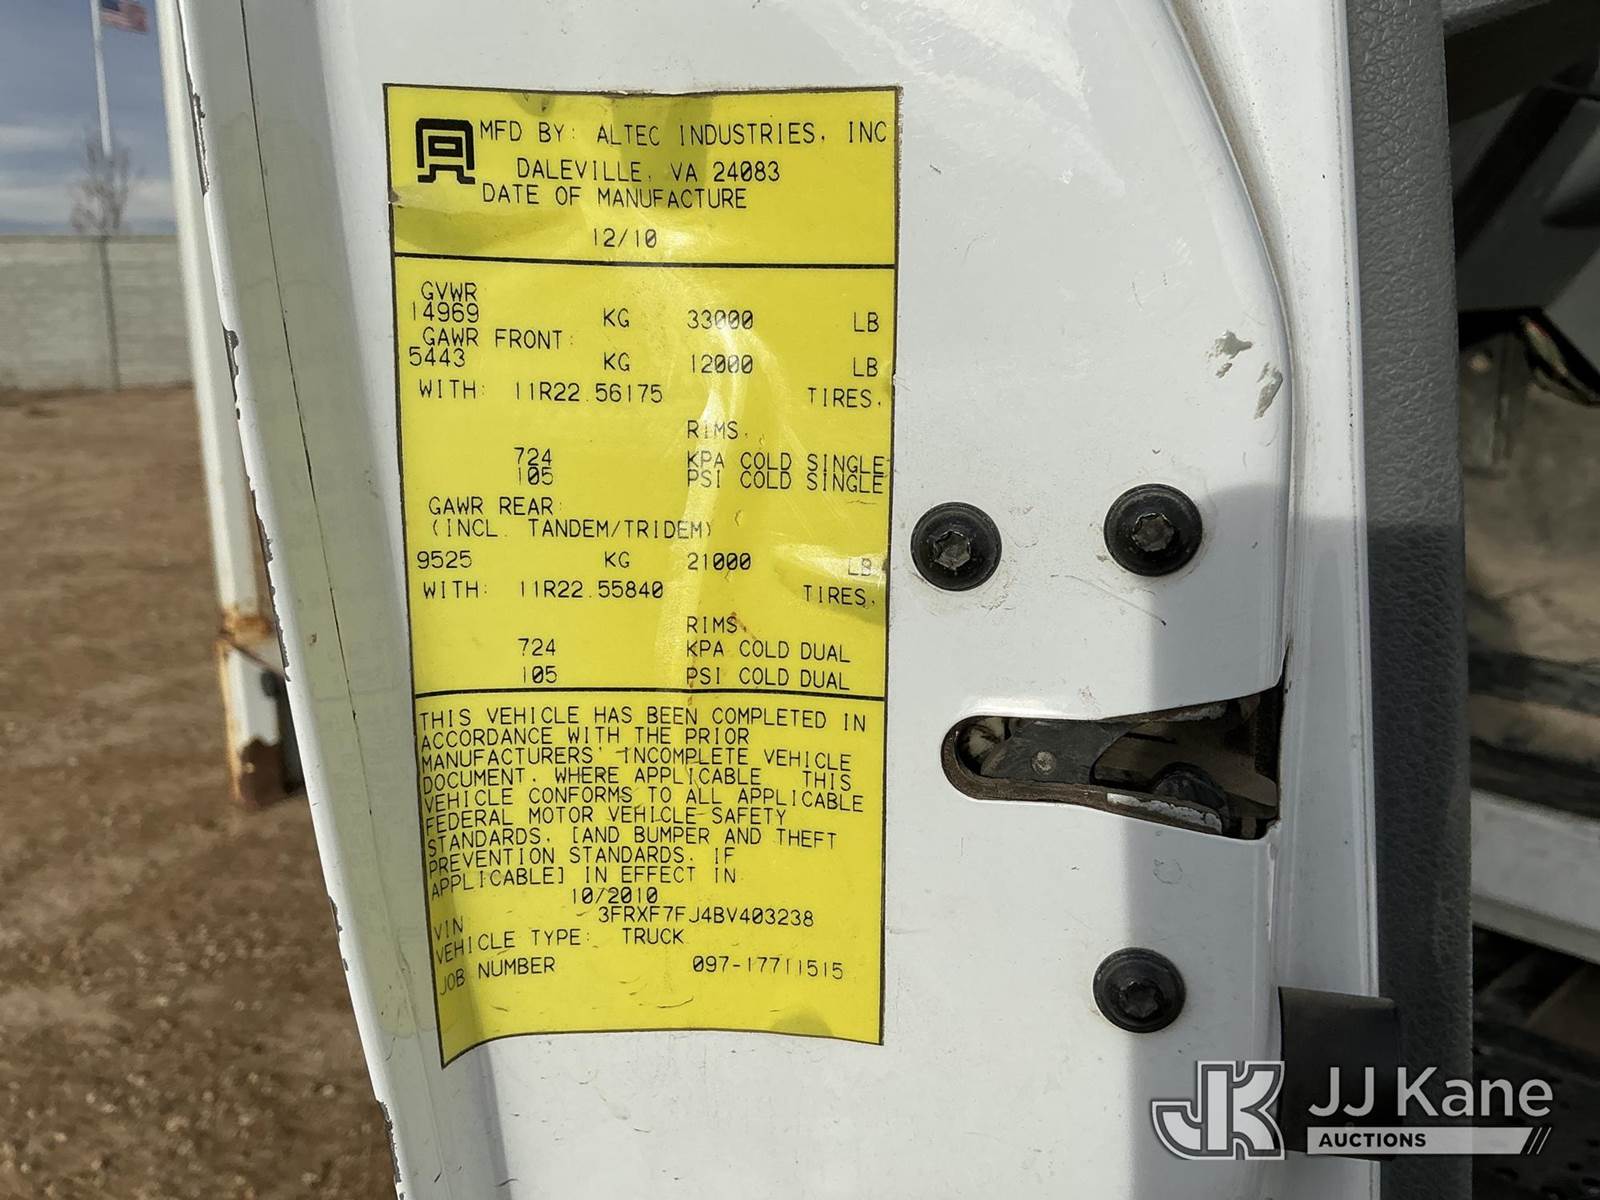 MFD BY: ALTEC INDUSTRIES, INC
DALEVILLE, VA 24083
DATE OF MANUFACTURE
12/10
GVWR
14969 KG 33000 LB
GAWR FRONT:
5443 KG 12000 LB
WITH: 11R22.56175 TIRES,
RIMS,
724 KPA COLD SINGLE
105 PSI COLD SINGLE
GAWR REAR:
(INCL. TANDEM/TRIDEM)
9525 KG 21000 LB
WITH: 11R22.55840 TIRES,
RIMS,
724 KPA COLD DUAL
105 PSI COLD DUAL
THIS VEHICLE HAS BEEN COMPLETED IN
ACCORDANCE WITH THE PRIOR
MANUFACTURERS' INCOMPLETE VEHICLE
DOCUMENT, WHERE APPLICABLE THIS
VEHICLE CONFORMS TO ALL APPLICABLE
FEDERAL MOTOR VEHICLE SAFETY
STANDARDS, [AND BUMPER AND THEFT
PREVENTION STANDARDS, IF
APPLICABLE] IN EFFECT IN
10/2010
VIN 3FRXF7FJ4BV403238
VEHICLE TYPE: TRUCK
JOB NUMBER 097-17711515
JK JJ Kane
AUCTIONS